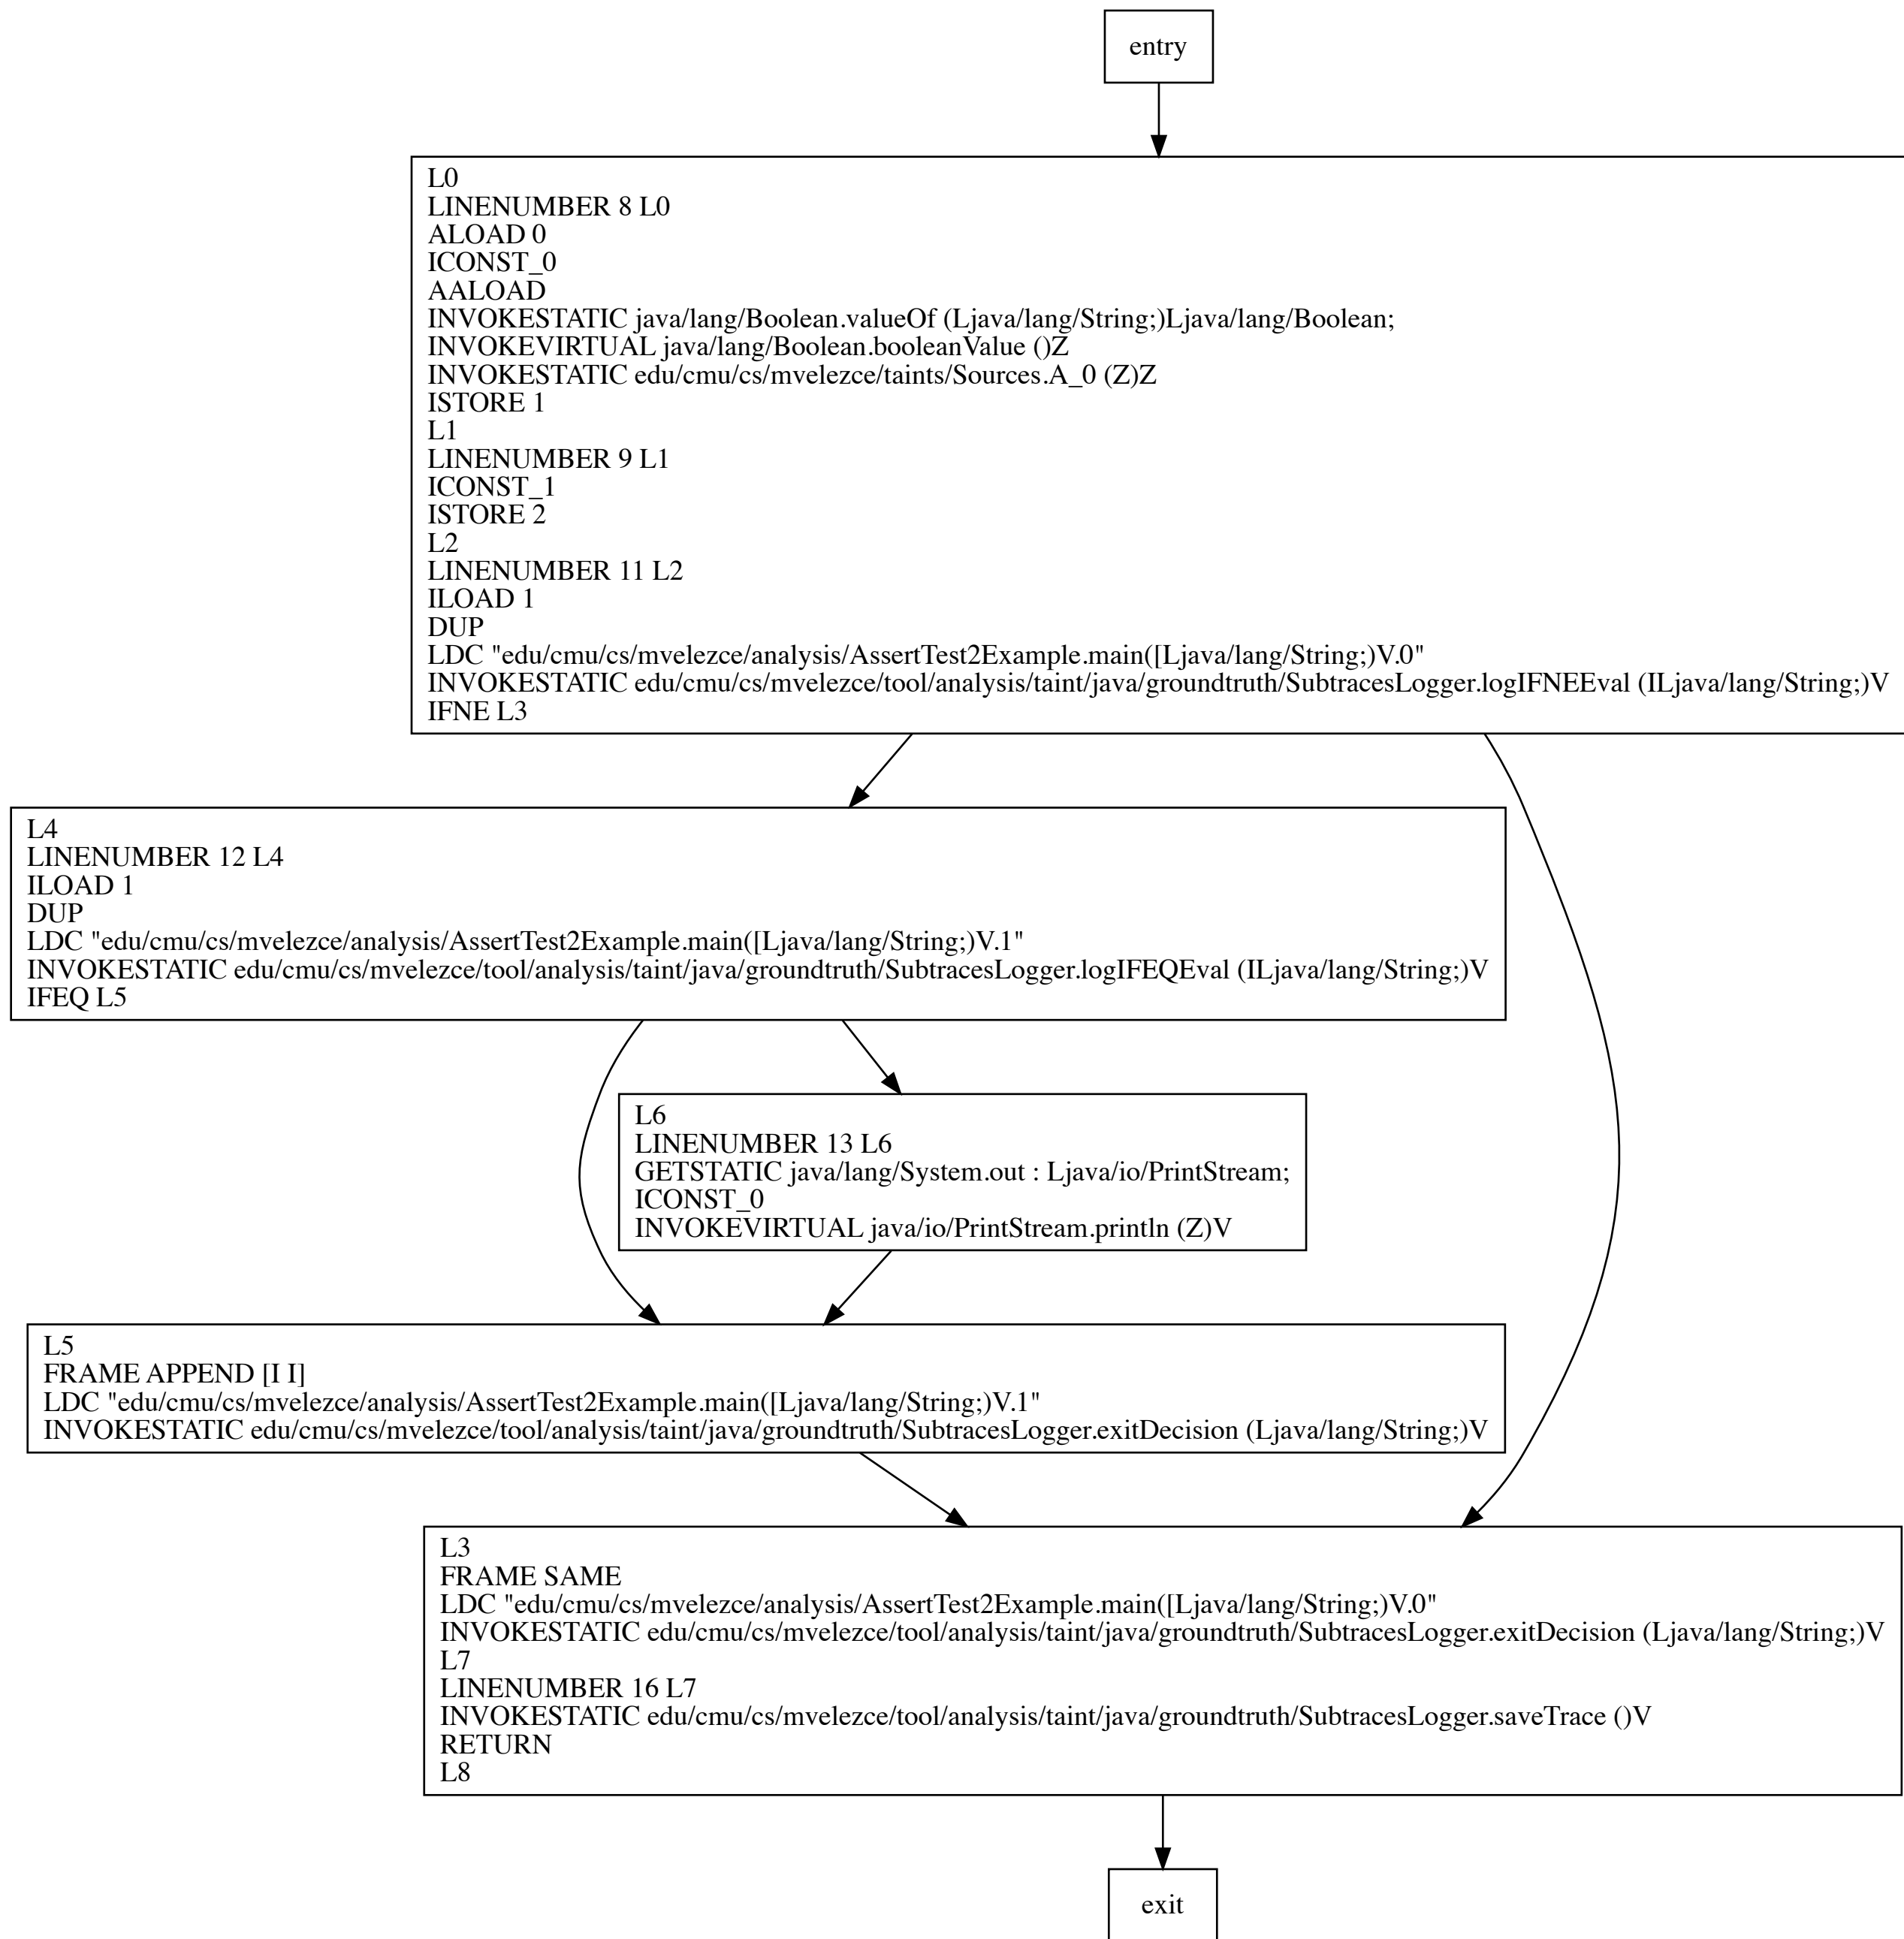 entry
L0
LINENUMBER 8 L0
ALOAD 0
ICONST_0
AALOAD
INVOKESTATIC java/lang/Boolean.valueOf (Ljava/lang/String;)Ljava/lang/Boolean;
INVOKEVIRTUAL java/lang/Boolean.booleanValue ()Z
INVOKESTATIC edu/cmu/cs/mvelezce/taints/Sources.A_0 (Z)Z
ISTORE 1
L1
LINENUMBER 9 L1
ICONST_1
ISTORE 2
L2
LINENUMBER 11 L2
ILOAD 1
DUP
LDC "edu/cmu/cs/mvelezce/analysis/AssertTest2Example.main([Ljava/lang/String;)V.0"
INVOKESTATIC edu/cmu/cs/mvelezce/tool/analysis/taint/java/groundtruth/SubtracesLogger.logIFNEEval (ILjava/lang/String;)V
IFNE L3
L4
LINENUMBER 12 L4
ILOAD 1
DUP
LDC "edu/cmu/cs/mvelezce/analysis/AssertTest2Example.main([Ljava/lang/String;)V.1"
INVOKESTATIC edu/cmu/cs/mvelezce/tool/analysis/taint/java/groundtruth/SubtracesLogger.logIFEQEval (ILjava/lang/String;)V
IFEQ L5
L6
LINENUMBER 13 L6
GETSTATIC java/lang/System.out : Ljava/io/PrintStream;
ICONST_0
INVOKEVIRTUAL java/io/PrintStream.println (Z)V
L5
FRAME APPEND [I I]
LDC "edu/cmu/cs/mvelezce/analysis/AssertTest2Example.main([Ljava/lang/String;)V.1"
INVOKESTATIC edu/cmu/cs/mvelezce/tool/analysis/taint/java/groundtruth/SubtracesLogger.exitDecision (Ljava/lang/String;)V
L3
FRAME SAME
LDC "edu/cmu/cs/mvelezce/analysis/AssertTest2Example.main([Ljava/lang/String;)V.0"
INVOKESTATIC edu/cmu/cs/mvelezce/tool/analysis/taint/java/groundtruth/SubtracesLogger.exitDecision (Ljava/lang/String;)V
L7
LINENUMBER 16 L7
INVOKESTATIC edu/cmu/cs/mvelezce/tool/analysis/taint/java/groundtruth/SubtracesLogger.saveTrace ()V
RETURN
L8
exit